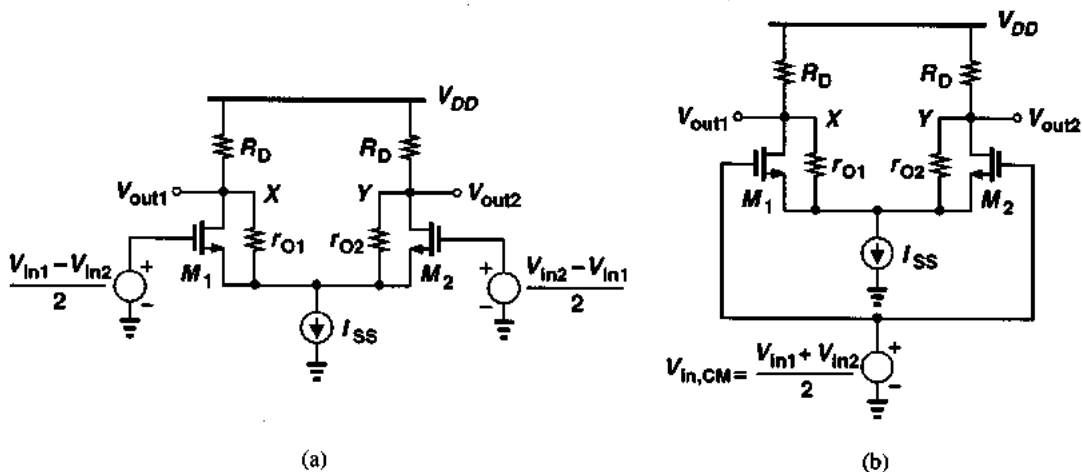 V_DD
R_D
R_D
V_out1
X
Y
V_out2
r_O1
r_O2
M_1
M_2
V_in1 – V_in2
2
+
–
V_in2 – V_in1
2
+
–
I_SS
(a)
V_DD
R_D
R_D
V_out1
X
Y
V_out2
r_O1
r_O2
M_1
M_2
I_SS
V_in,CM = V_in1 + V_in2
2
+
–
(b)